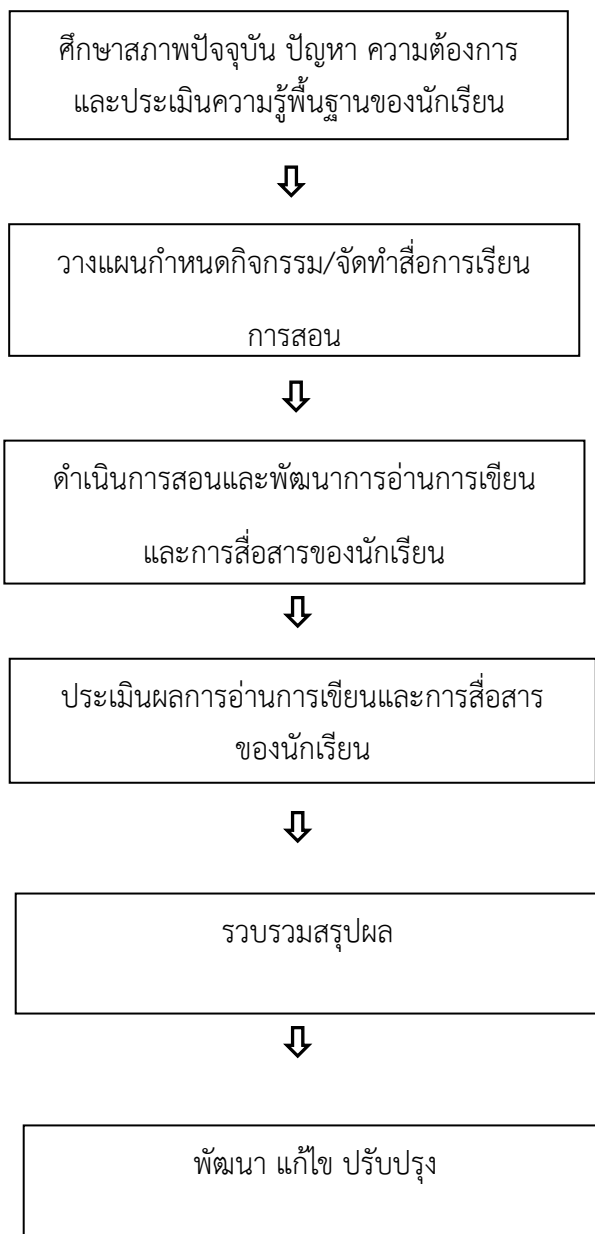 ศึกษาสภาพปัจจุบัน ปัญหา ความต้องการ
และประเมินความรู้พื้นฐานของนักเรียน
วางแผนกำหนดกิจกรรม/จัดทำสื่อการเรียน
การสอน
ดำเนินการสอนและพัฒนาการอ่านการเขียน
และการสื่อสารของนักเรียน
ประเมินผลการอ่านการเขียนและการสื่อสาร
ของนักเรียน
รวบรวมสรุปผล
พัฒนา แก้ไข ปรับปรุง